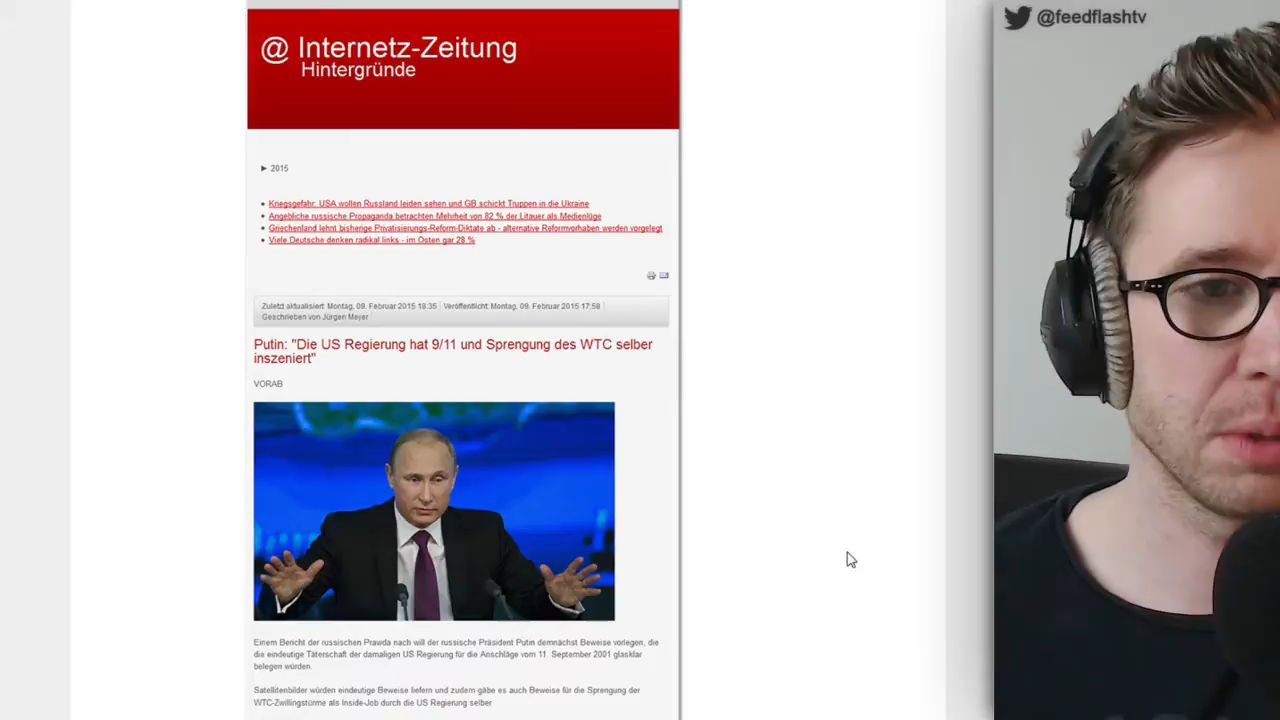 @feedflashtv
@ Internetz-Zeitung
Hintergründe
► 2015
• Kriegsgefahr: USA wollen Russland leiden sehen und GB schickt Truppen in die Ukraine
• Angebliche russische Propaganda betrachten Mehrheit von 82 % der Litauer als Medienlüge
• Griechenland lehnt bisherige Privatisierungs-Reform-Diktate ab - alternative Reformvorhaben werden vorgelegt
• Viele Deutsche denken radikal links - im Osten gar 28 %
Zuletzt aktualisiert: Montag, 09. Februar 2015 18:35 Veröffentlicht: Montag, 09. Februar 2015 17:58
Geschrieben von Jürgen Meyer
Putin: "Die US Regierung hat 9/11 und Sprengung des WTC selber
inszeniert"
VORAB
Einem Bericht der russischen Prawda nach will der russische Präsident Putin demnächst Beweise vorlegen, die
die eindeutige Täterschaft der damaligen US Regierung für die Anschläge vom 11. September 2001 glasklar
belegen würden.
Satellitenbilder würden eindeutige Beweise liefern und zudem gäbe es auch Beweise für die Sprengung der
WTC-Zwillingstürme als Inside-Job durch die US Regierung selber